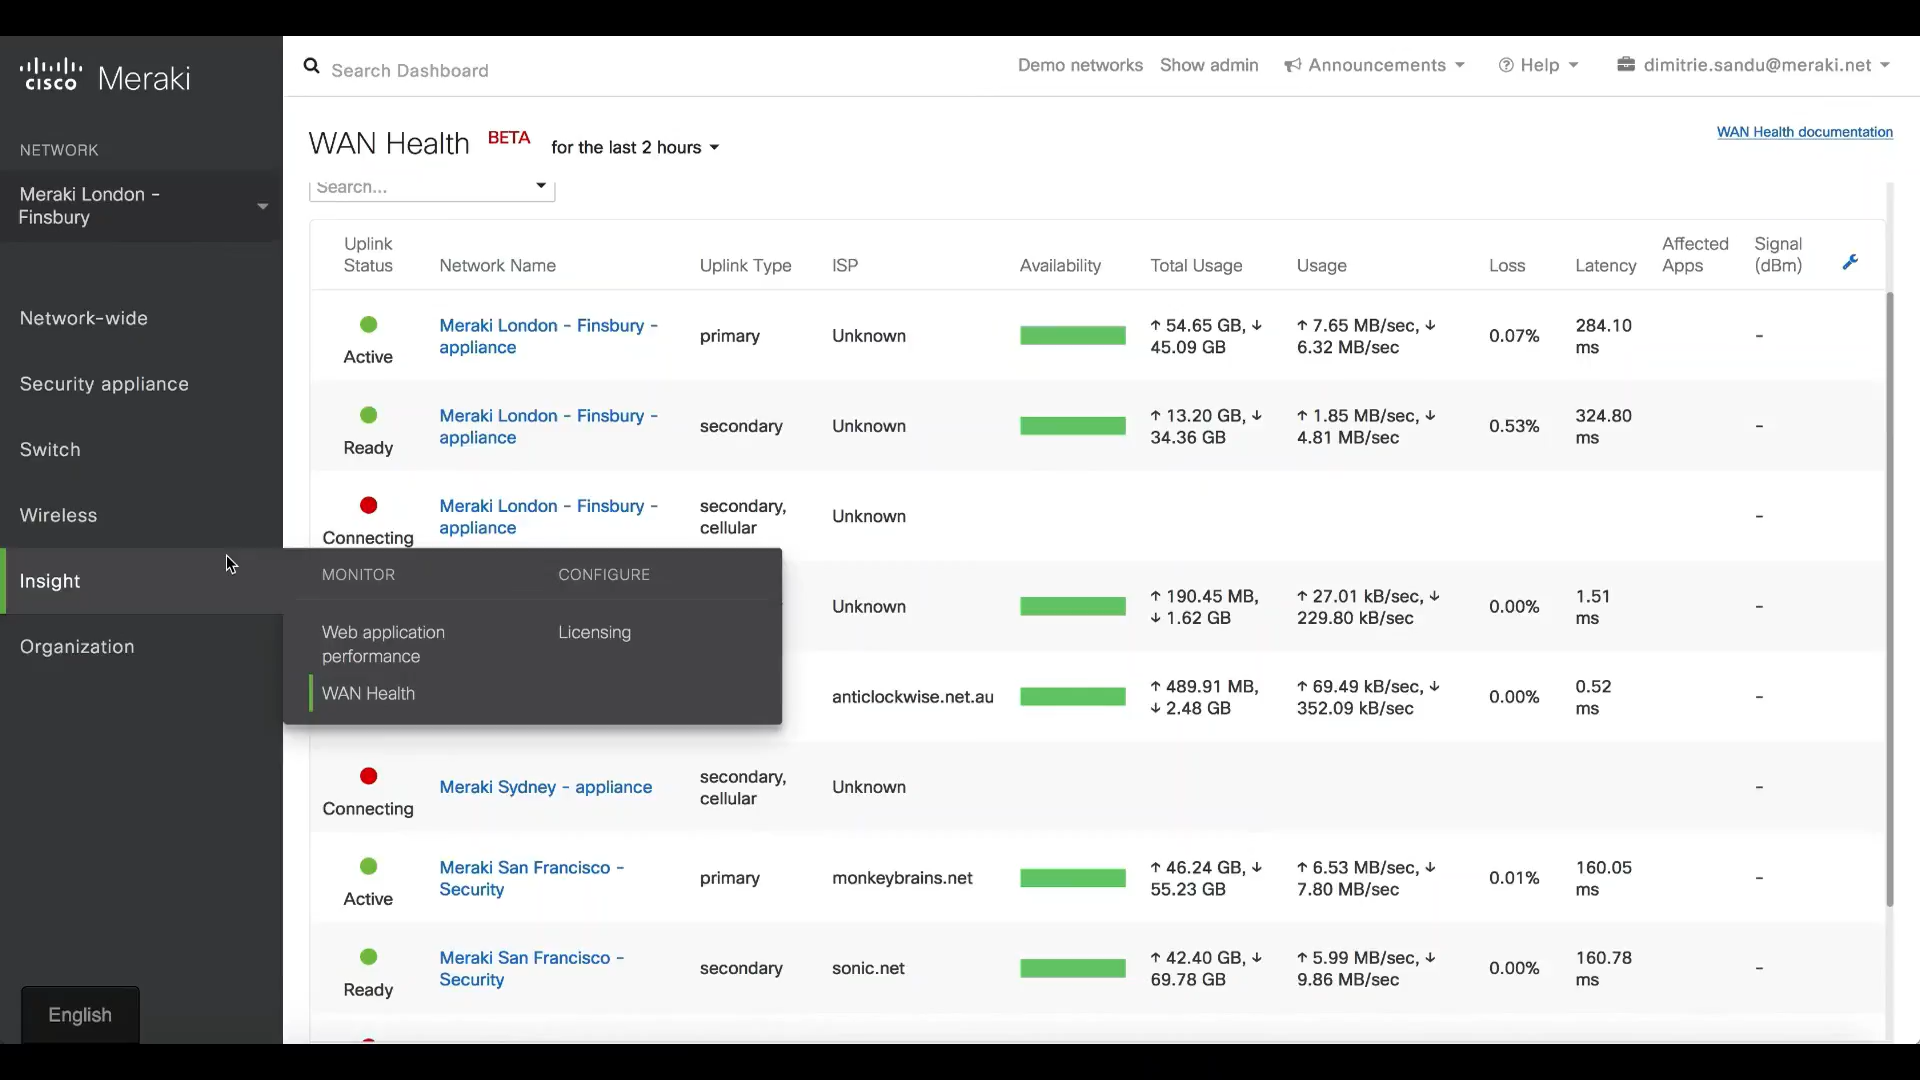 cisco Meraki
Search Dashboard
Demo networks Show admin Announcements Help dimitrie.sandu@meraki.net
NETWORK
Meraki London -
Finsbury
Network-wide
Security appliance
Switch
Wireless
Insight
Organization
English
WAN Health BETA for the last 2 hours
WAN Health documentation
Search...
Uplink
Status
Network Name
Uplink Type
ISP
Availability
Total Usage
Usage
Loss
Latency
Affected
Apps
Signal
(dBm)
Active
Meraki London - Finsbury -
appliance
primary
Unknown
↑ 54.65 GB, ↓
45.09 GB
↑ 7.65 MB/sec, ↓
6.32 MB/sec
0.07%
284.10
ms
-
Ready
Meraki London - Finsbury -
appliance
secondary
Unknown
↑ 13.20 GB, ↓
34.36 GB
↑ 1.85 MB/sec, ↓
4.81 MB/sec
0.53%
324.80
ms
-
Connecting
Meraki London - Finsbury -
appliance
secondary,
cellular
Unknown
-
MONITOR
Web application
performance
WAN Health
CONFIGURE
Licensing
Unknown
↑ 190.45 MB,
↓ 1.62 GB
↑ 27.01 kB/sec, ↓
229.80 kB/sec
0.00%
1.51
ms
-
anticlockwise.net.au
↑ 489.91 MB,
↓ 2.48 GB
↑ 69.49 kB/sec, ↓
352.09 kB/sec
0.00%
0.52
ms
-
Connecting
Meraki Sydney - appliance
secondary,
cellular
Unknown
-
Active
Meraki San Francisco -
Security
primary
monkeybrains.net
↑ 46.24 GB, ↓
55.23 GB
↑ 6.53 MB/sec, ↓
7.80 MB/sec
0.01%
160.05
ms
-
Ready
Meraki San Francisco -
Security
secondary
sonic.net
↑ 42.40 GB, ↓
69.78 GB
↑ 5.99 MB/sec, ↓
9.86 MB/sec
0.00%
160.78
ms
-